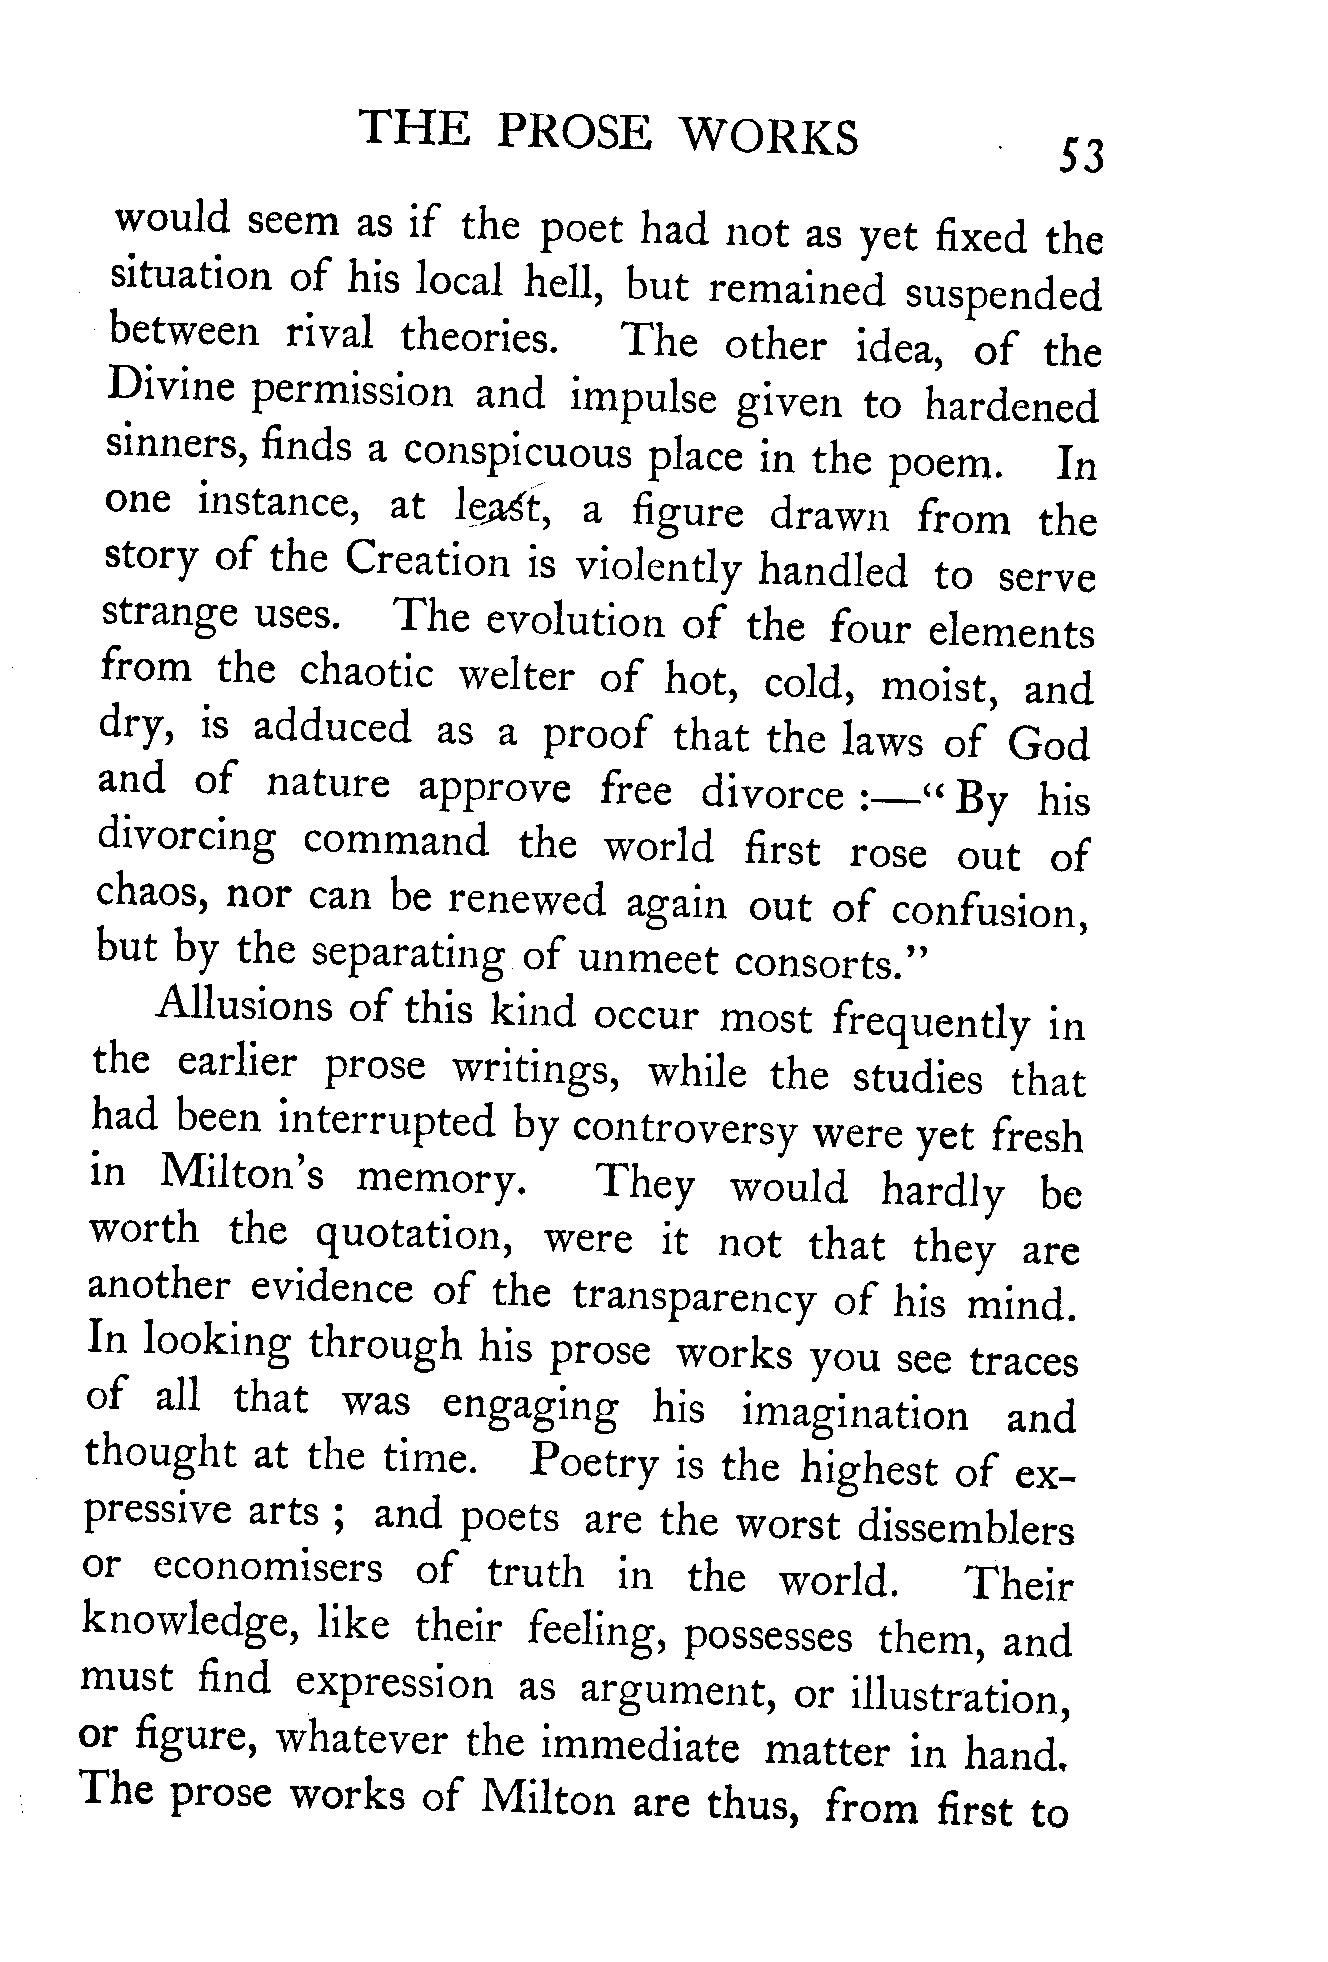 THE PROSE WORKS 53
would seem as if the poet had not as yet fixed the
situation of his local hell, but remained suspended
between rival theories. The other idea, of the
Divine permission and impulse given to hardened
sinners, finds a conspicuous place in the poem. In
one instance, at least, a figure drawn from the
story of the Creation is violently handled to serve
strange uses. The evolution of the four elements
from the chaotic welter of hot, cold, moist, and
dry, is adduced as a proof that the laws of God
and of nature approve free divorce :—“ By his
divorcing command the world first rose out of
chaos, nor can be renewed again out of confusion,
but by the separating of unmeet consorts.”
Allusions of this kind occur most frequently in
the earlier prose writings, while the studies that
had been interrupted by controversy were yet fresh
in Milton’s memory. They would hardly be
worth the quotation, were it not that they are
another evidence of the transparency of his mind.
In looking through his prose works you see traces
of all that was engaging his imagination and
thought at the time. Poetry is the highest of ex-
pressive arts ; and poets are the worst dissemblers
or economisers of truth in the world. Their
knowledge, like their feeling, possesses them, and
must find expression as argument, or illustration,
or figure, whatever the immediate matter in hand.
The prose works of Milton are thus, from first to